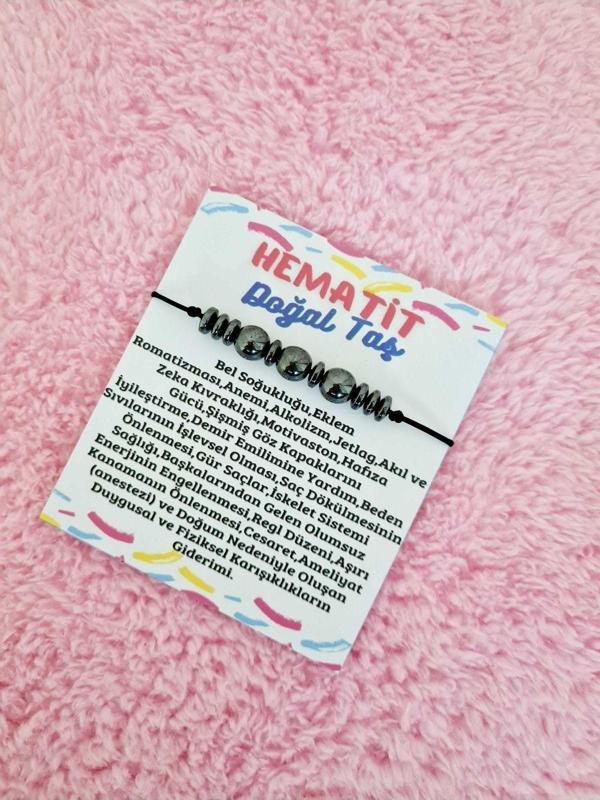 HEMATİT
Doğal Taş
Bel Soğukluğu,Eklem
Romatizması,Anemi,Alkolizm,Jetlag,Akıl ve
Zeka Kıvraklığı,Motivaston,Hafıza
Gücü,Şişmiş Göz Kapaklarını
İyileştirme,Demir Emilimine Yardım,Beden
Sıvılarının İşlevsel Olması,Saç Dökülmesinin
Önlenmesi,Gür Saçlar,İskelet Sistemi
Sağlığı,Başkalarından Gelen Olumsuz
Enerjinin Engellenmesi,Regl Düzeni,Aşırı
Kanamanın Önlenmesi,Cesaret,Ameliyat
(anestezi) ve Doğum Nedeniyle Oluşan
Duygusal ve Fiziksel Karışıklıkların
Giderimi.